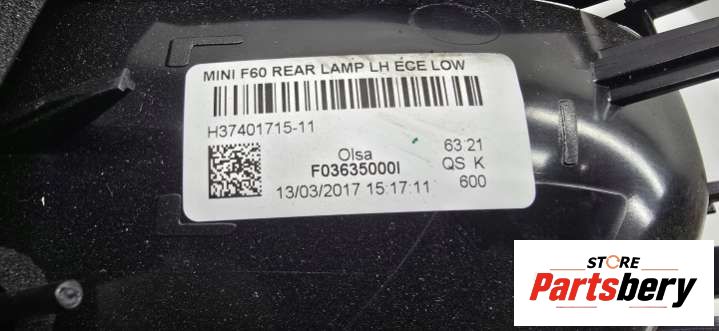 MINI F60 REAR LAMP LH ECE LOW
H37401715-11
Olsa
63:21
F03635000I
QS K
13/03/2017 15:17:11
600
STORE
Partsbery